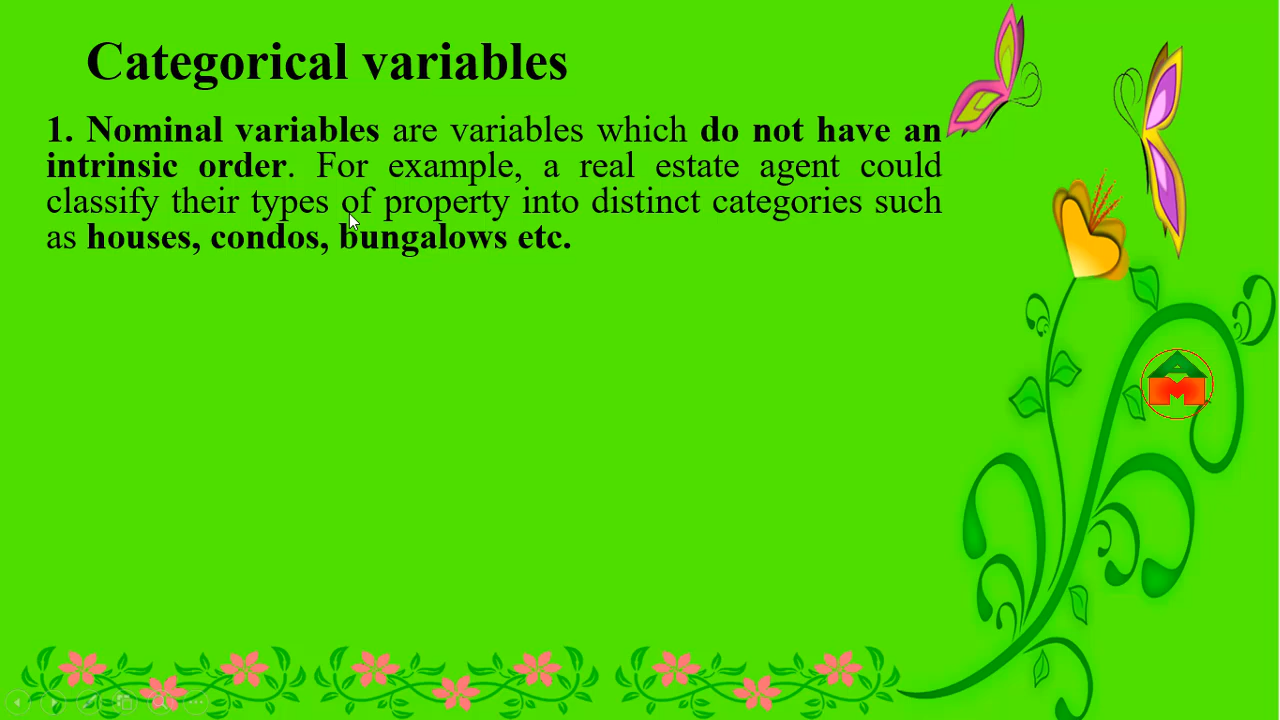 Categorical variables
1. Nominal variables are variables which do not have an
intrinsic order. For example, a real estate agent could
classify their types of property into distinct categories such
as houses, condos, bungalows etc.
AM